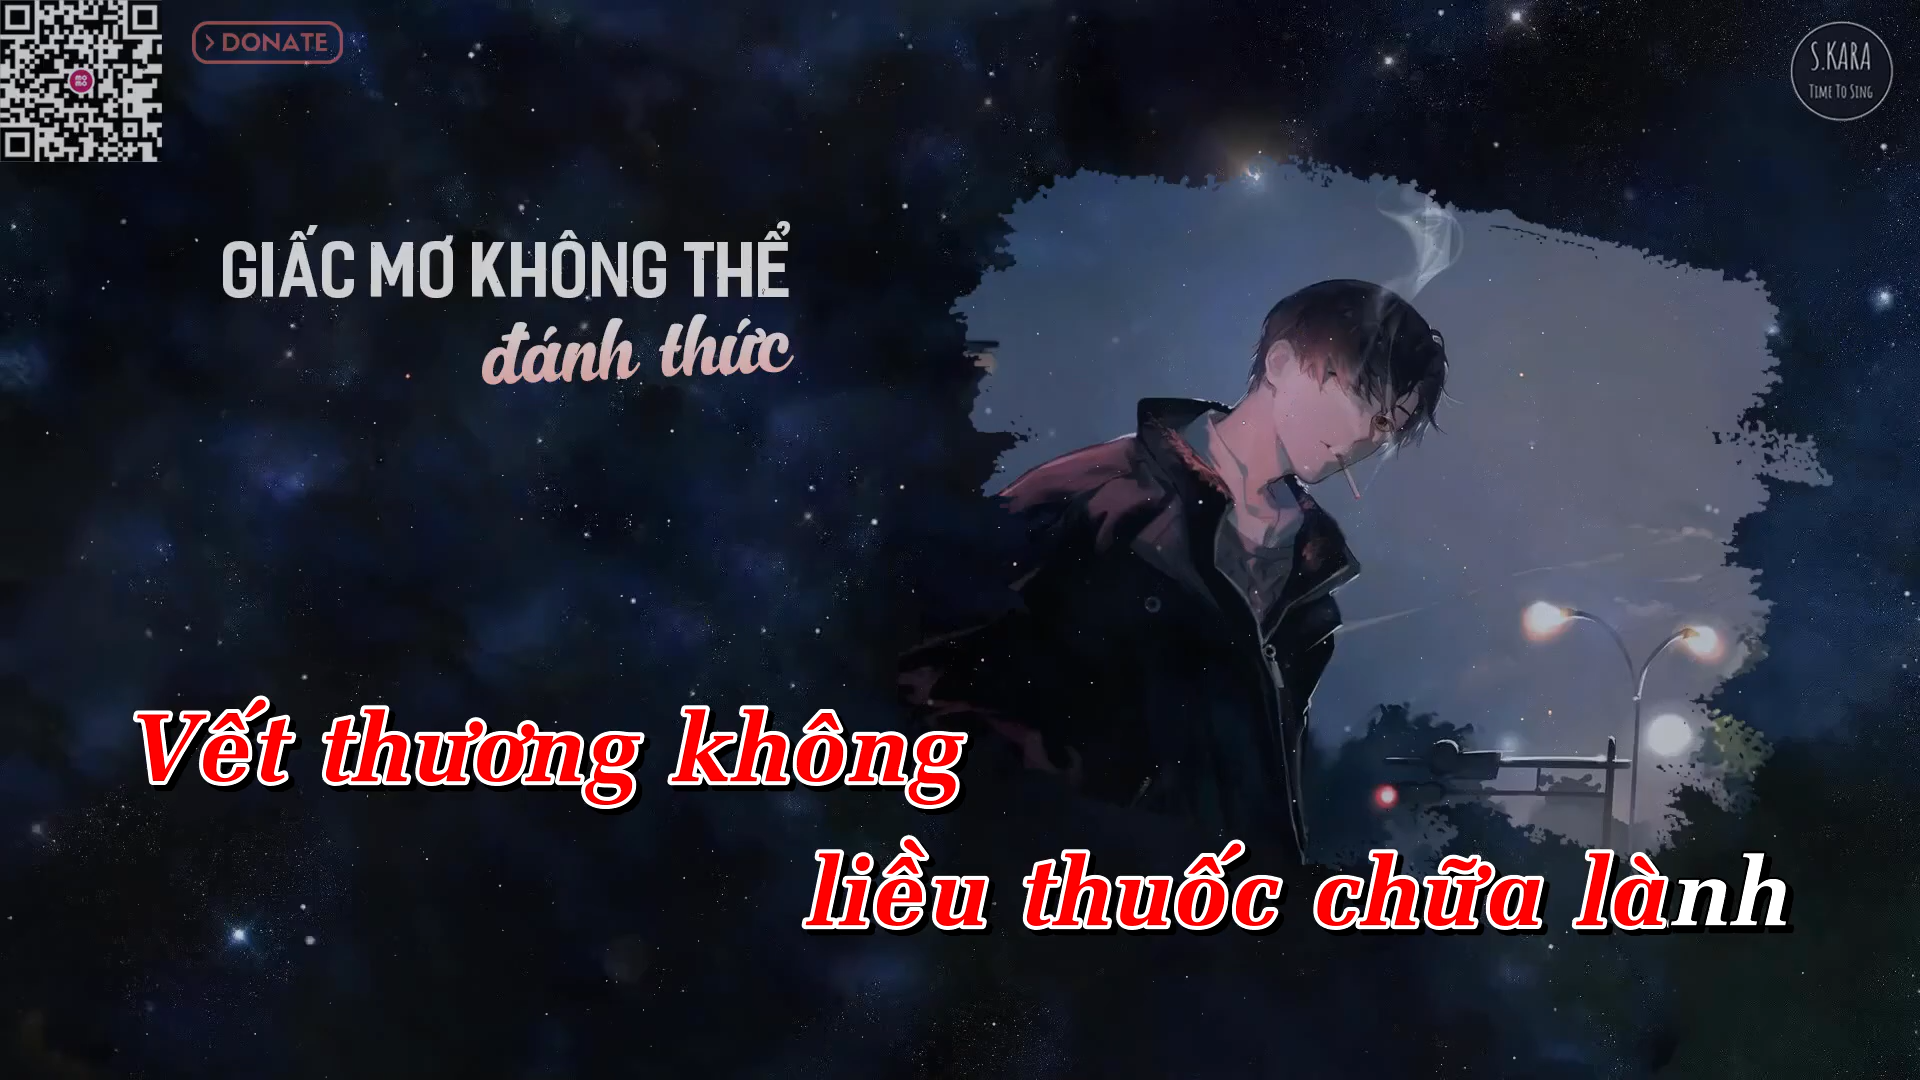 > DONATE
S.KARA
TIME TO SING
GIẤC MƠ KHÔNG THỂ
đánh thức
Vết thương không
liều thuốc chữa lành